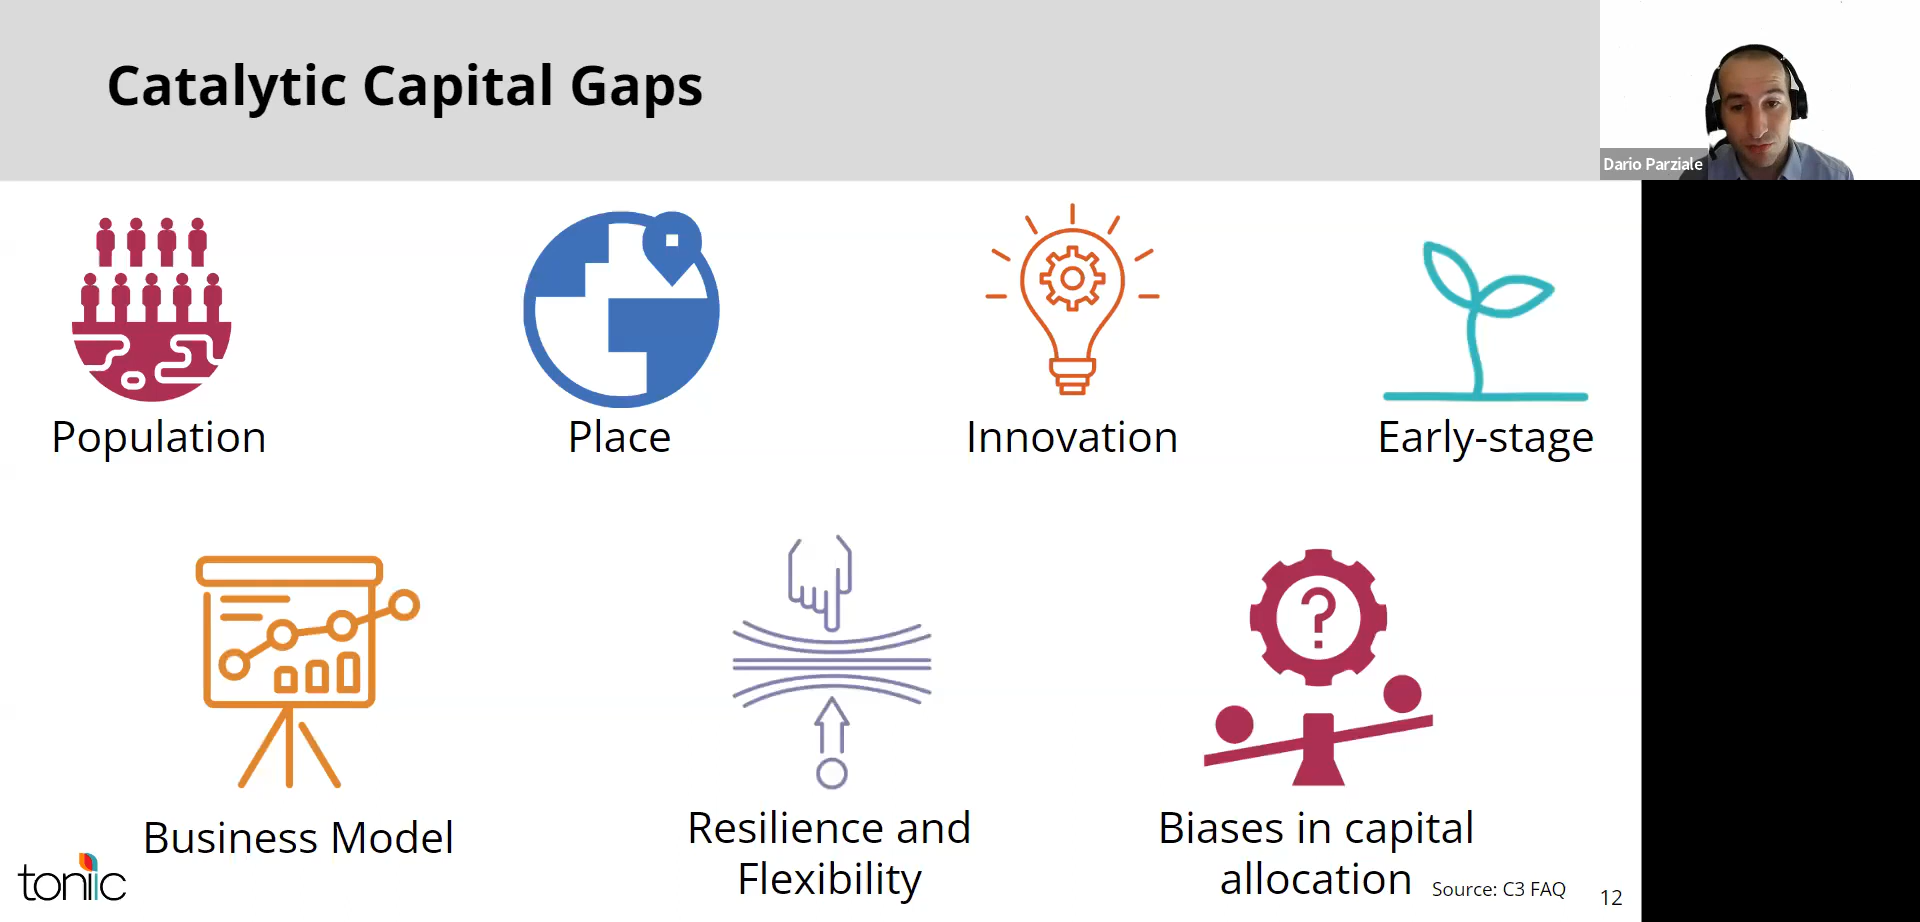 Catalytic Capital Gaps
Dario Parziale
Population
Place
Innovation
Early-stage
?
Business Model
Resilience and
Flexibility
Biases in capital
allocation
toniic
Source: C3 FAQ
12